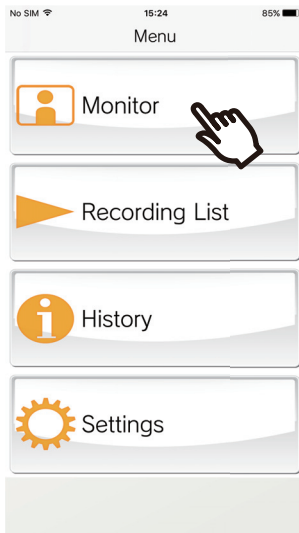 No SIM 15:24 85%
Menu
Monitor
Recording List
History
Settings